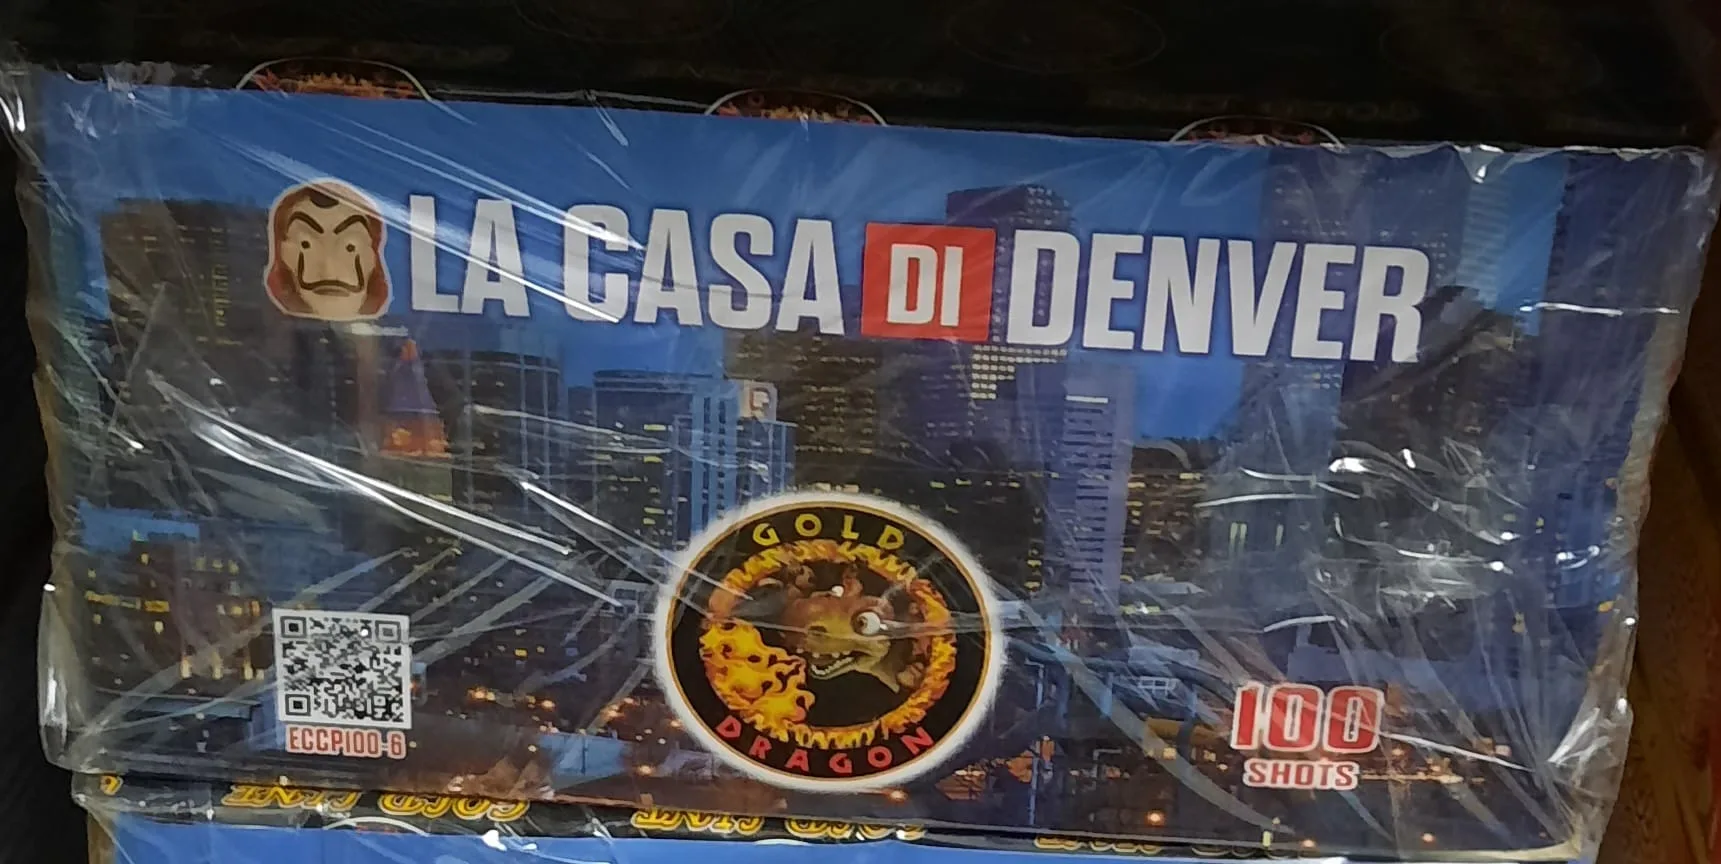 LA CASA DI DENVER
GOLD
DRAGON
ECCP100-6
100
SHOTS